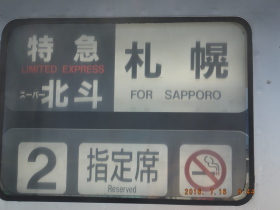 特急 札幌
LIMITED EXPRESS
スーパー北斗 FOR SAPPORO
2 指定席
Reserved